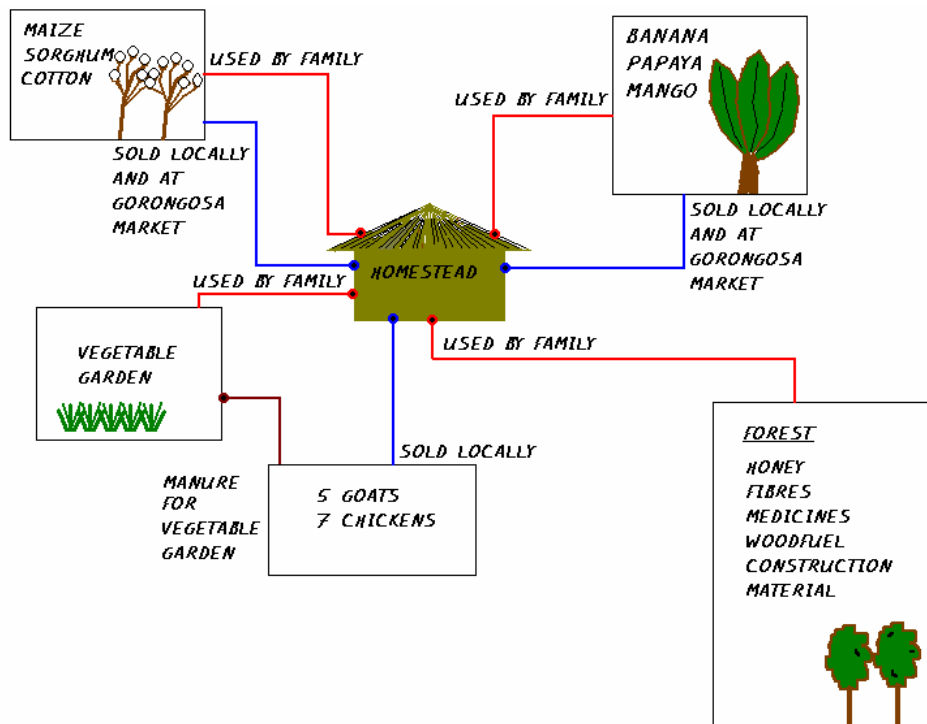 MAIZE
SORGHUM
COTTON
USED BY FAMILY
SOLD LOCALLY
AND AT
GORONGOSA
MARKET
BANANA
PAPAYA
MANGO
USED BY FAMILY
SOLD LOCALLY
AND AT
GORONGOSA
MARKET
HOMESTEAD
USED BY FAMILY
VEGETABLE
GARDEN
USED BY FAMILY
SOLD LOCALLY
MANURE
FOR
VEGETABLE
GARDEN
5 GOATS
7 CHICKENS
FOREST
HONEY
FIBRES
MEDICINES
WOODFUEL
CONSTRUCTION
MATERIAL